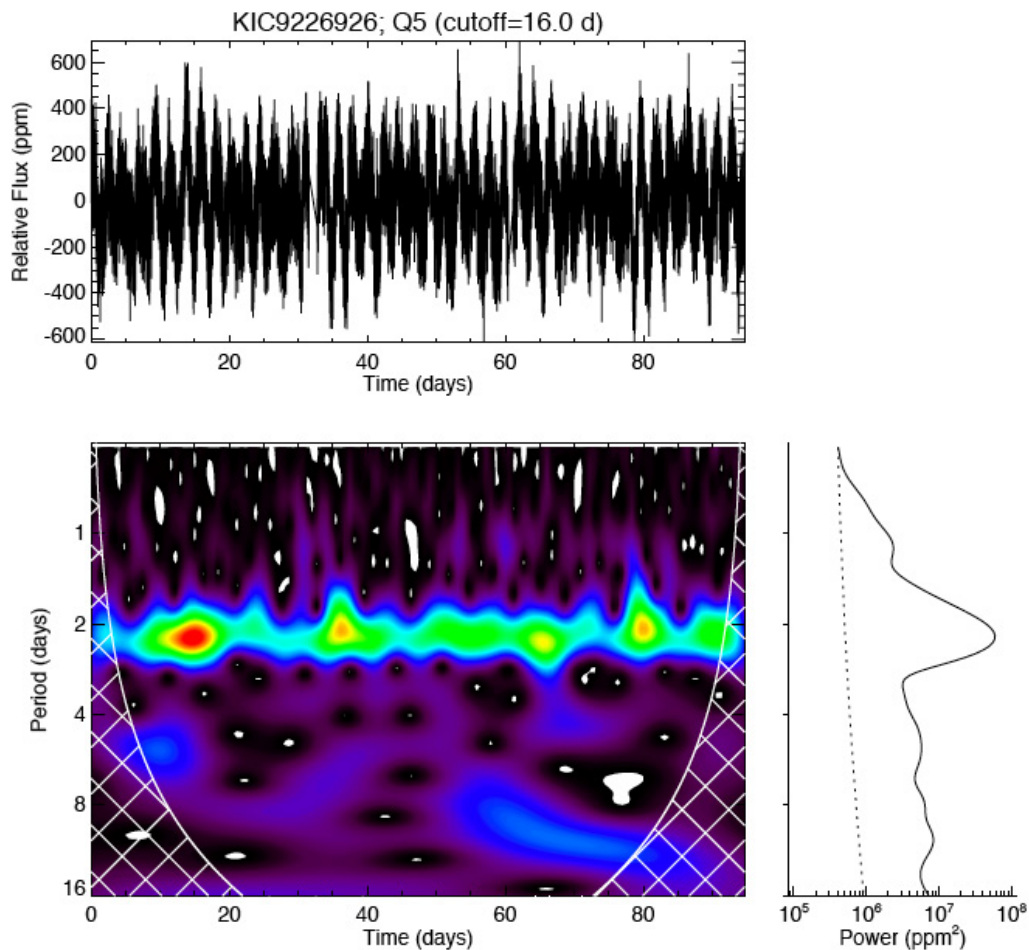 KIC9226926; Q5 (cutoff=16.0 d)
Relative Flux (ppm)
600
400
200
0
-200
-400
-600
0 20 40 60 80
Time (days)
Period (days)
1
2
4
8
16
0 20 40 60 80
Time (days)
10⁵ 10⁶ 10⁷ 10⁸
Power (ppm²)